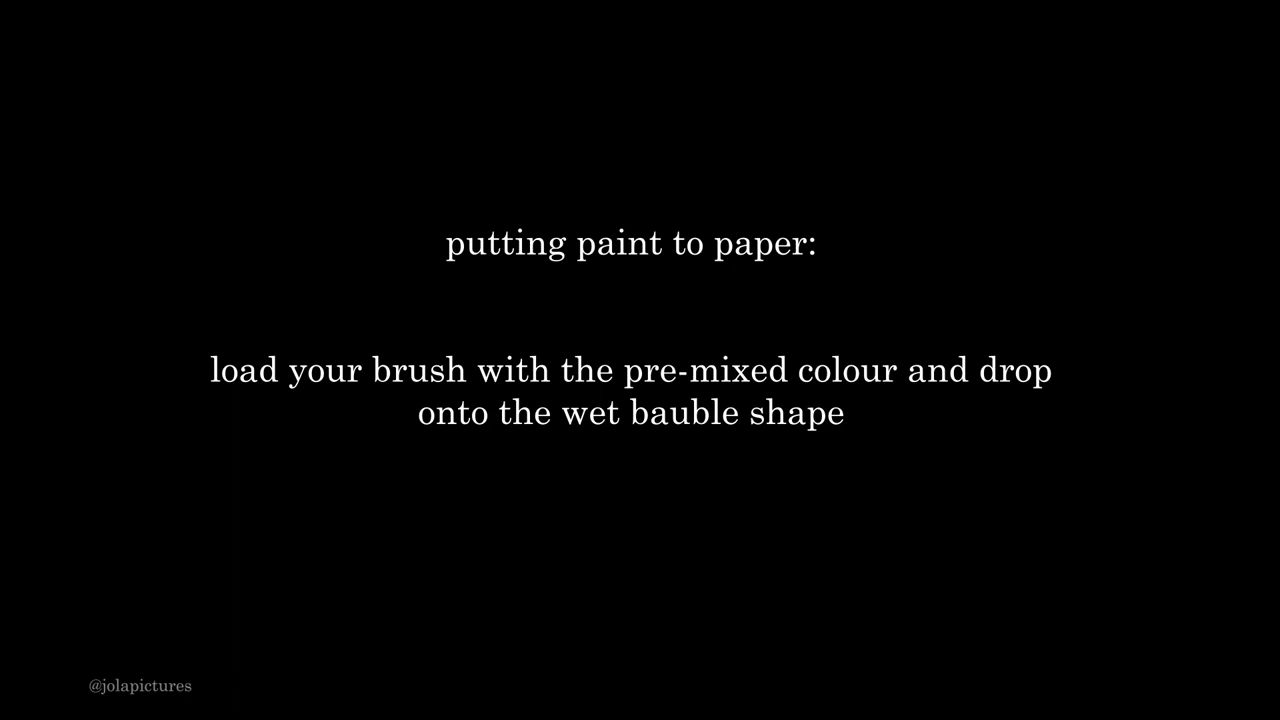 putting paint to paper:
load your brush with the pre-mixed colour and drop
onto the wet bauble shape
@jolapictures